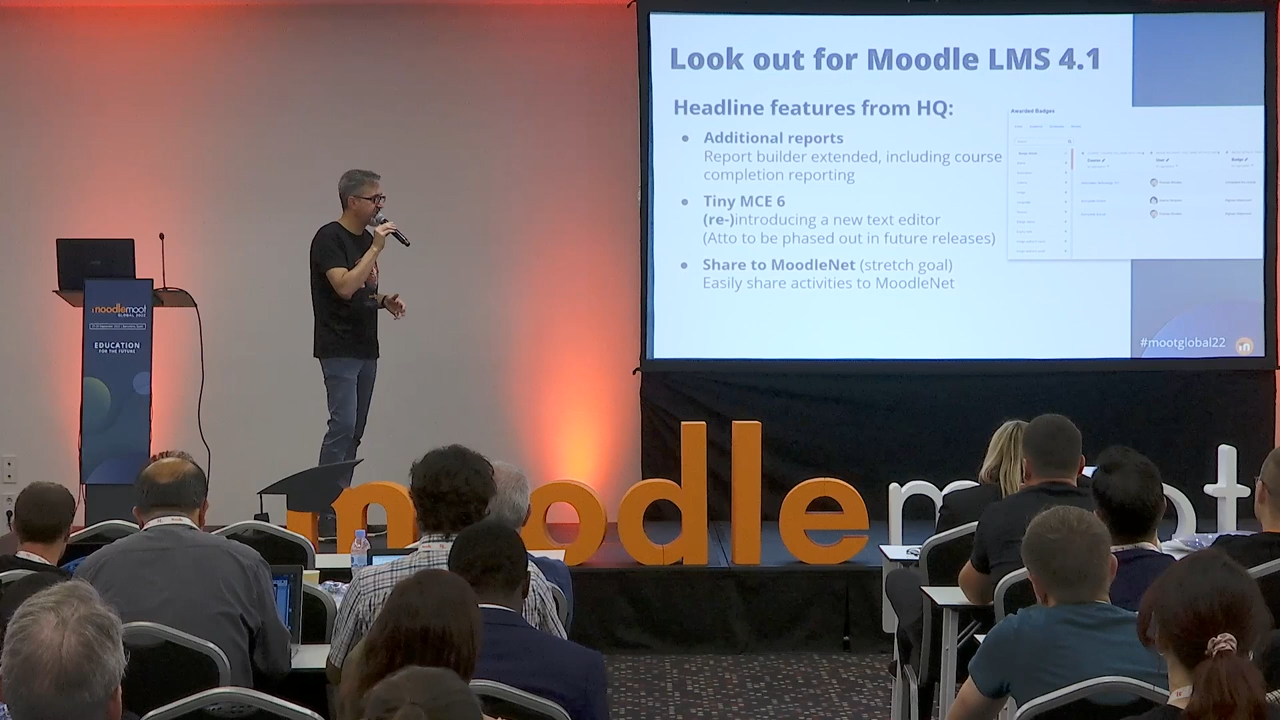 Look out for Moodle LMS 4.1
Headline features from HQ:
● Additional reports
Report builder extended, including course
completion reporting
● Tiny MCE 6
(re-)introducing a new text editor
(Atto to be phased out in future releases)
● Share to MoodleNet (stretch goal)
Easily share activities to MoodleNet
Awarded Badges
#mootglobal22
moodlemoot
GLOBAL 2022
EDUCATION
FOR THE FUTURE
moodle